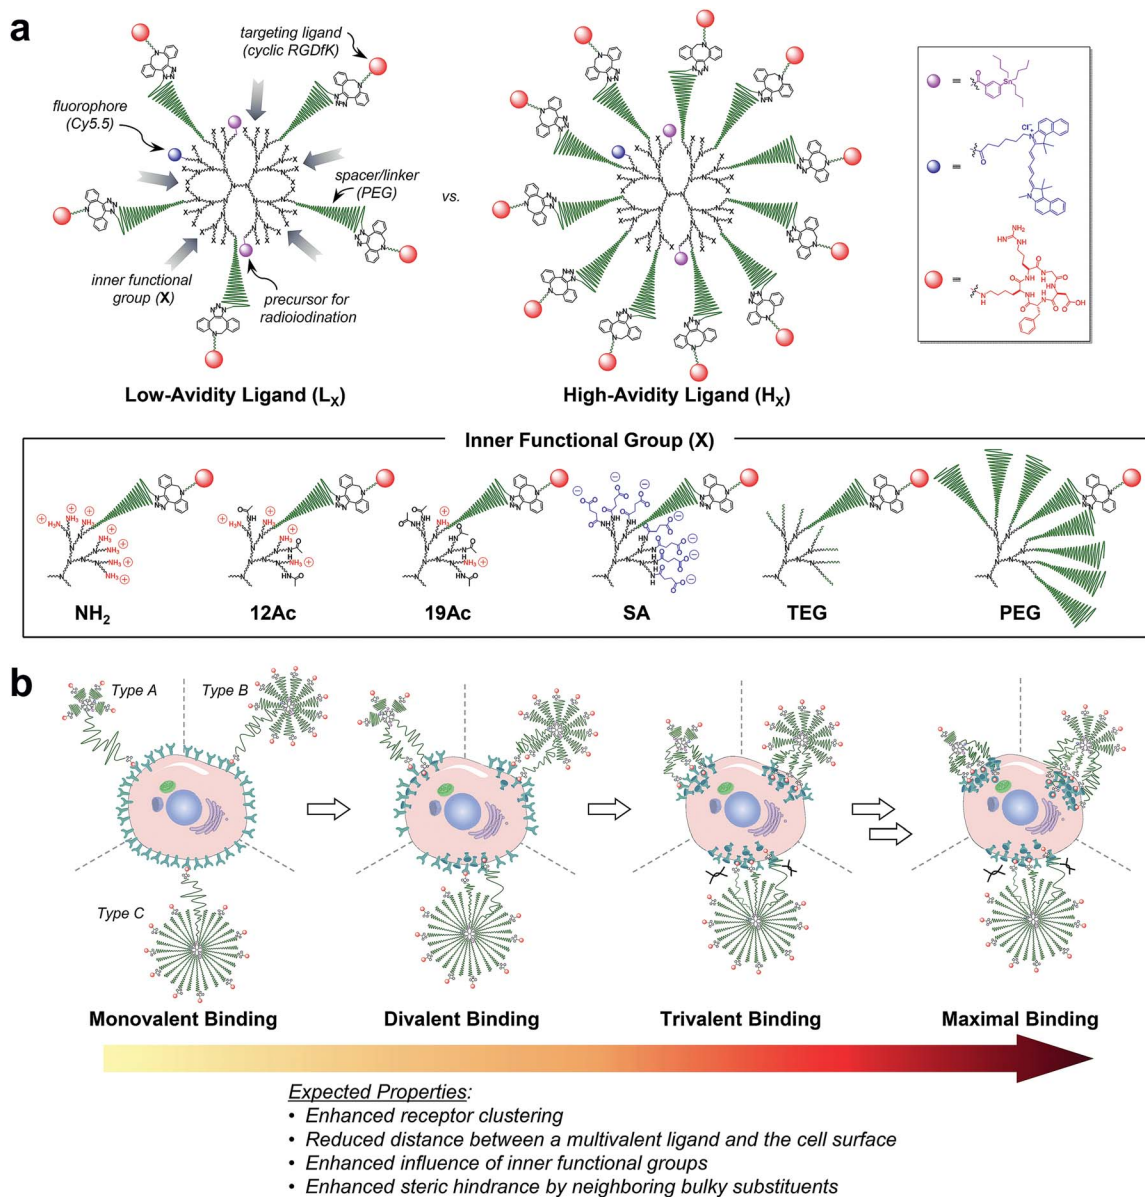 a
targeting ligand
(cyclic RGDfK)
fluorophore
(Cy5.5)
spacer/linker
(PEG)
vs.
inner functional
group (X)
precursor for
radioiodination
Low-Avidity Ligand (LX)
High-Avidity Ligand (HX)
Inner Functional Group (X)
NH2
12Ac
19Ac
SA
TEG
PEG
b
Type A
Type B
Type C
Monovalent Binding
Divalent Binding
Trivalent Binding
Maximal Binding
Expected Properties:
• Enhanced receptor clustering
• Reduced distance between a multivalent ligand and the cell surface
• Enhanced influence of inner functional groups
• Enhanced steric hindrance by neighboring bulky substituents